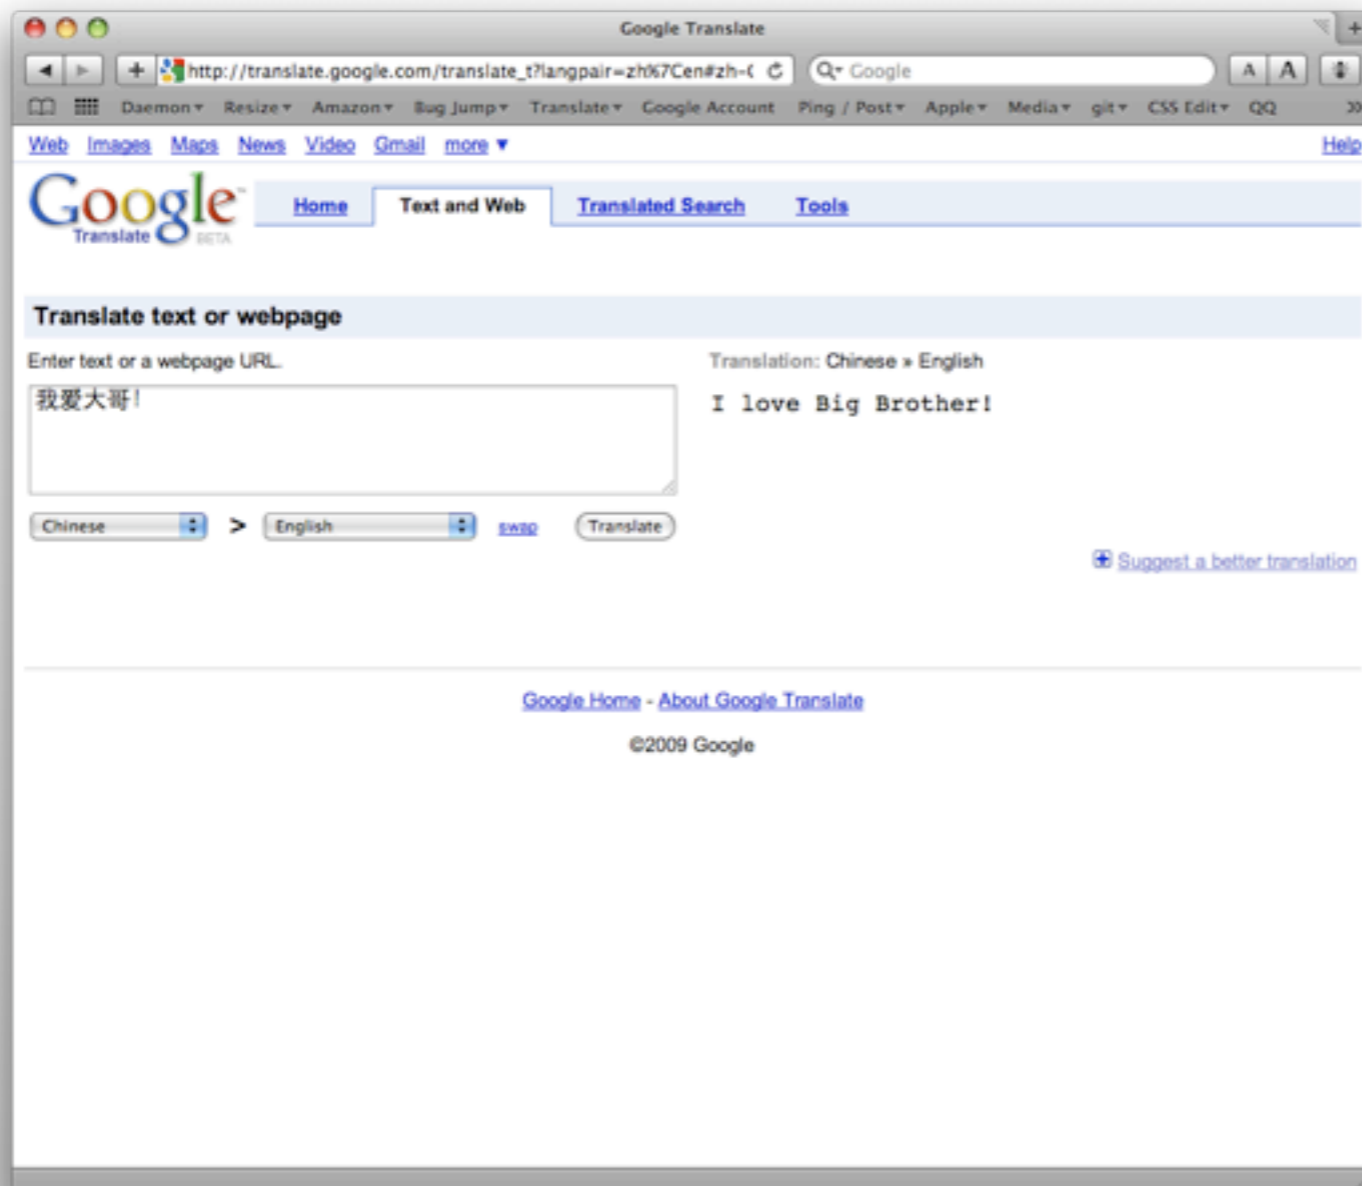 Google Translate
http://translate.google.com/translate_t?langpair=zh%7Cen#zh-
Google
A A
Daemon Resize Amazon Bug Jump Translate Google Account Ping / Post Apple Media git CSS Edit QQ
Web Images Maps News Video Gmail more ▼ Help
Google™ Home Text and Web Translated Search Tools
Translate BETA
Translate text or webpage
Enter text or a webpage URL. Translation: Chinese » English
我爱大哥! I love Big Brother!
Chinese > English swap Translate
Suggest a better translation
Google Home - About Google Translate
©2009 Google